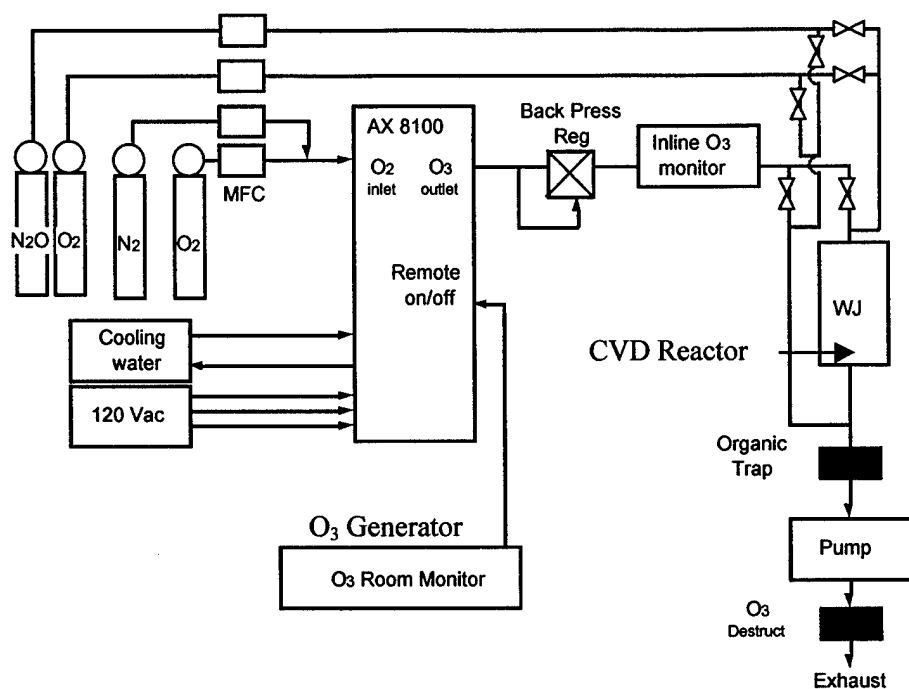 AX 8100
O2
inlet
O3
outlet
Remote
on/off
Back Press
Reg
Inline O3
monitor
MFC
N2O
O2
N2
O2
Cooling
water
120 Vac
WJ
CVD Reactor
Organic
Trap
O3 Generator
O3 Room Monitor
Pump
O3
Destruct
Exhaust